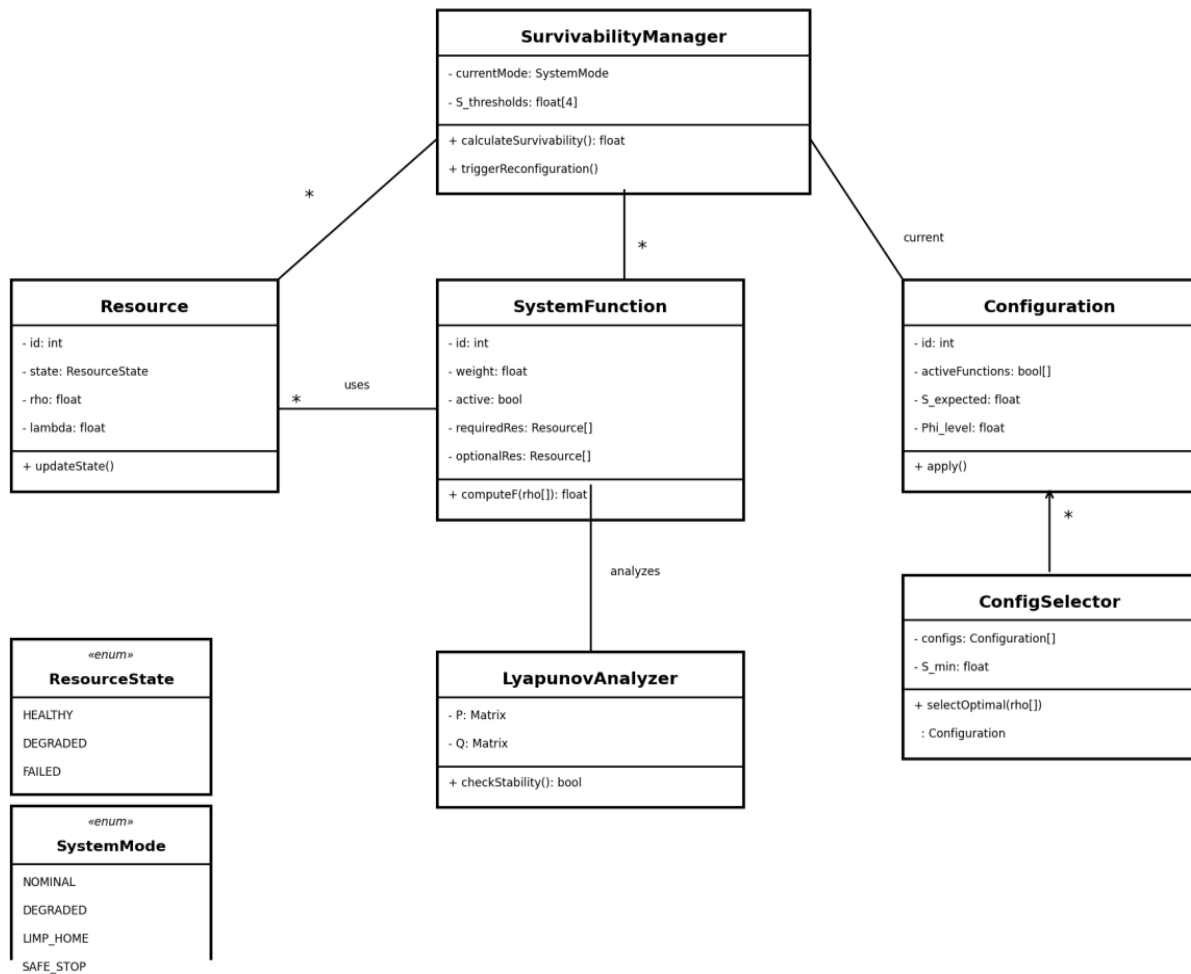 SurvivabilityManager
- currentMode: SystemMode
- S_thresholds: float[4]
+ calculateSurvivability(): float
+ triggerReconfiguration()
*
*
current
Resource
- id: int
- state: ResourceState
- rho: float
- lambda: float
+ updateState()
uses
*
SystemFunction
- id: int
- weight: float
- active: bool
- requiredRes: Resource[]
- optionalRes: Resource[]
+ computeF(rho[]): float
Configuration
- id: int
- activeFunctions: bool[]
- S_expected: float
- Phi_level: float
+ apply()
*
analyzes
ConfigSelector
- configs: Configuration[]
- S_min: float
+ selectOptimal(rho[])
: Configuration
«enum»
ResourceState
HEALTHY
DEGRADED
FAILED
LyapunovAnalyzer
- P: Matrix
- Q: Matrix
+ checkStability(): bool
«enum»
SystemMode
NOMINAL
DEGRADED
LIMP_HOME
SAFE_STOP